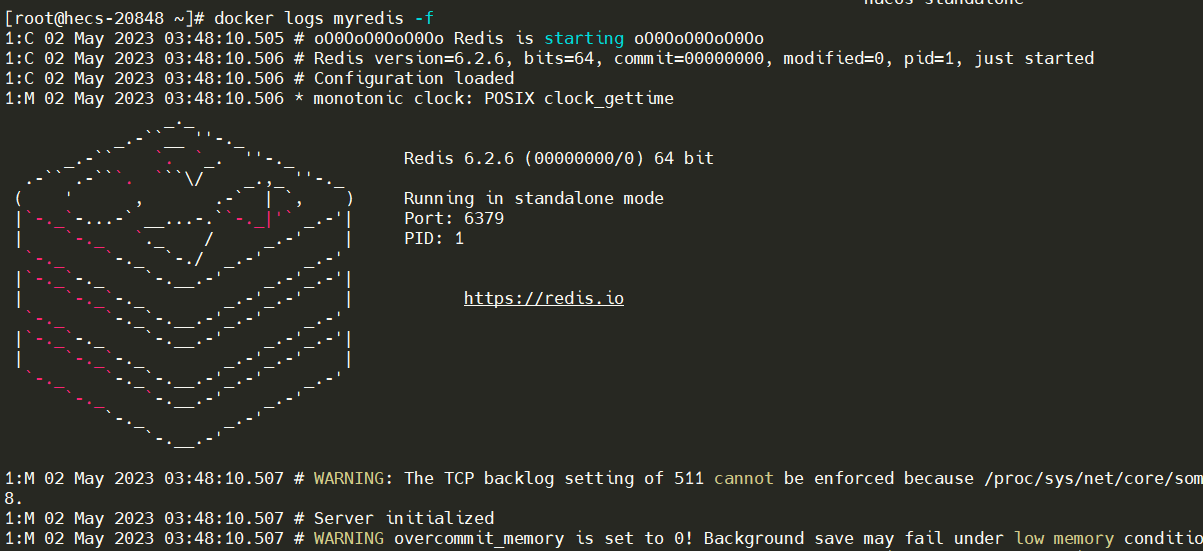 nacos standalone
[root@hecs-20848 ~]# docker logs myredis -f
1:C 02 May 2023 03:48:10.505 # oO0OoO0OoO0Oo Redis is starting oO0OoO0OoO0Oo
1:C 02 May 2023 03:48:10.506 # Redis version=6.2.6, bits=64, commit=00000000, modified=0, pid=1, just started
1:C 02 May 2023 03:48:10.506 # Configuration loaded
1:M 02 May 2023 03:48:10.506 * monotonic clock: POSIX clock_gettime
Redis 6.2.6 (00000000/0) 64 bit
Running in standalone mode
Port: 6379
PID: 1
https://redis.io
1:M 02 May 2023 03:48:10.507 # WARNING: The TCP backlog setting of 511 cannot be enforced because /proc/sys/net/core/som
8.
1:M 02 May 2023 03:48:10.507 # Server initialized
1:M 02 May 2023 03:48:10.507 # WARNING overcommit_memory is set to 0! Background save may fail under low memory conditio